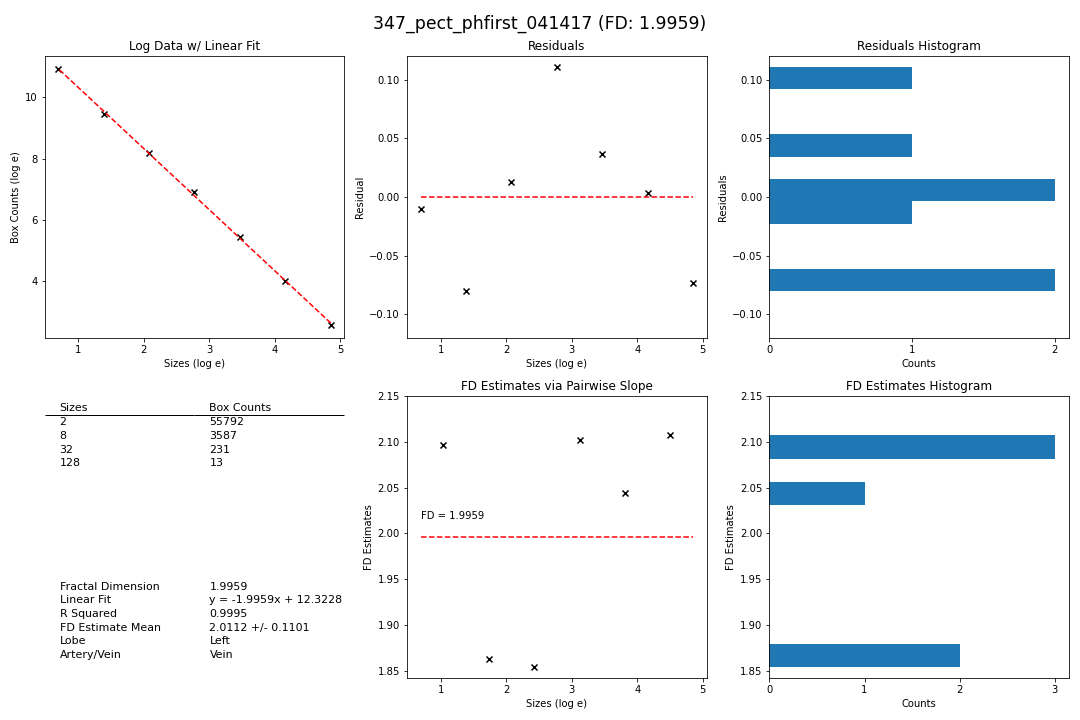 347_pect_phfirst_041417 (FD: 1.9959)
Log Data w/ Linear Fit
Box Counts (log e)
10
8
6
4
1 2 3 4 5
Sizes (log e)
Residuals
Residual
0.10
0.05
0.00
−0.05
−0.10
1 2 3 4 5
Sizes (log e)
Residuals Histogram
Residuals
0.10
0.05
0.00
−0.05
−0.10
0 1 2
Counts
Sizes Box Counts
2 55792
8 3587
32 231
128 13
Fractal Dimension 1.9959
Linear Fit y = -1.9959x + 12.3228
R Squared 0.9995
FD Estimate Mean 2.0112 +/- 0.1101
Lobe Left
Artery/Vein Vein
FD Estimates via Pairwise Slope
FD Estimates
2.15
2.10
2.05
2.00
1.95
1.90
1.85
FD = 1.9959
1 2 3 4 5
Sizes (log e)
FD Estimates Histogram
FD Estimates
2.15
2.10
2.05
2.00
1.95
1.90
1.85
0 1 2 3
Counts